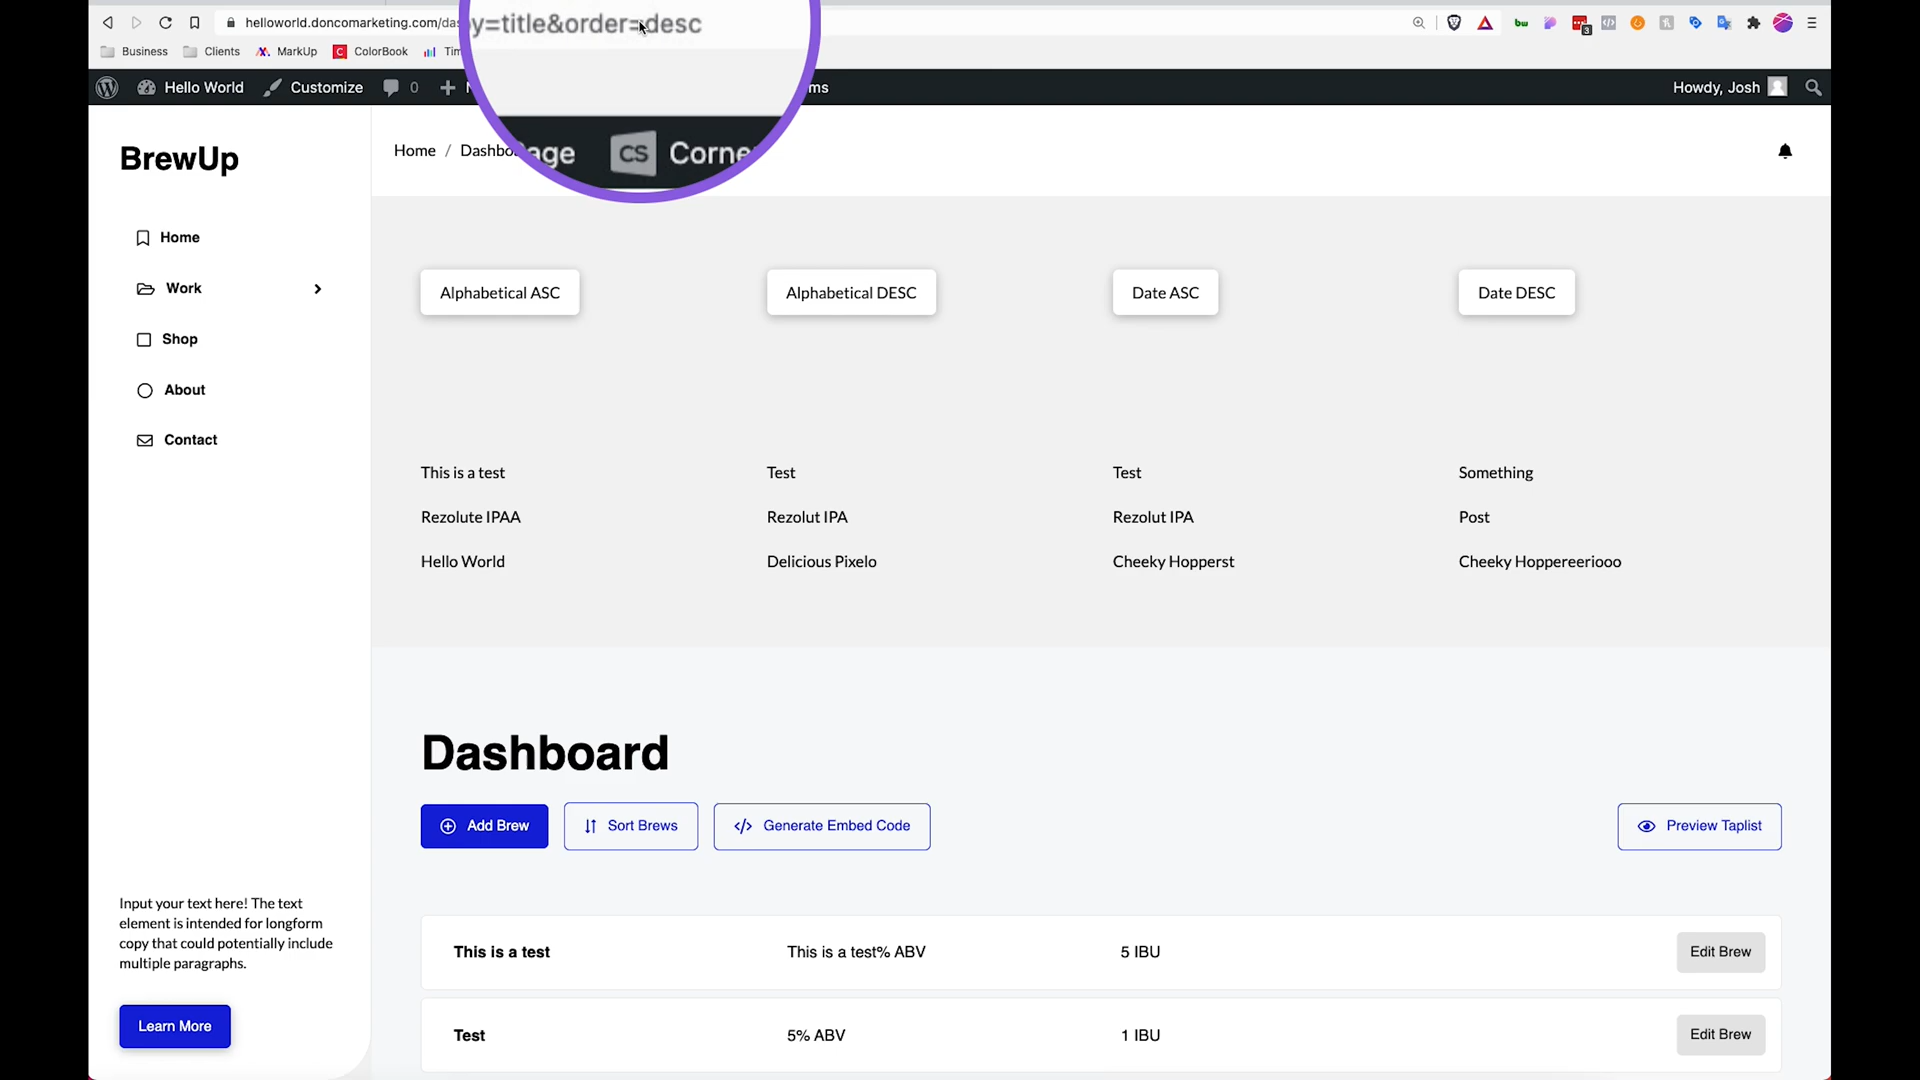 helloworld.doncomarketing.com/das
y=title&order=desc
3
Business
Clients
MarkUp
ColorBook
Hello World
Customize
0
ms
Howdy, Josh
age
CS
Corne
BrewUp
Home
Work
Shop
About
Contact
Home / Dashbo
Alphabetical ASC
Alphabetical DESC
Date ASC
Date DESC
This is a test
Test
Test
Something
Rezolute IPAA
Rezolut IPA
Rezolut IPA
Post
Hello World
Delicious Pixelo
Cheeky Hopperst
Cheeky Hoppereeriooo
Dashboard
Add Brew
Sort Brews
Generate Embed Code
Preview Taplist
This is a test
This is a test% ABV
5 IBU
Edit Brew
Test
5% ABV
1 IBU
Edit Brew
Input your text here! The text
element is intended for longform
copy that could potentially include
multiple paragraphs.
Learn More